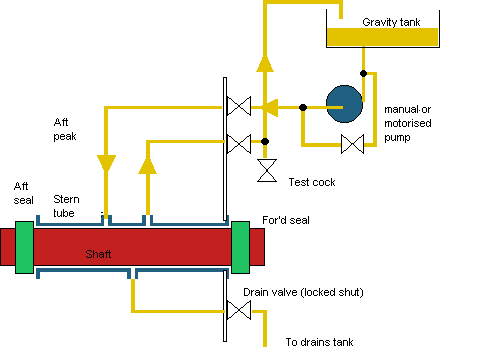 Gravity tank
manual or
motorised
pump
Aft
peak
Test cock
Aft
seal
Stern
tube
For'd seal
Shaft
Drain valve (locked shut)
To drains tank